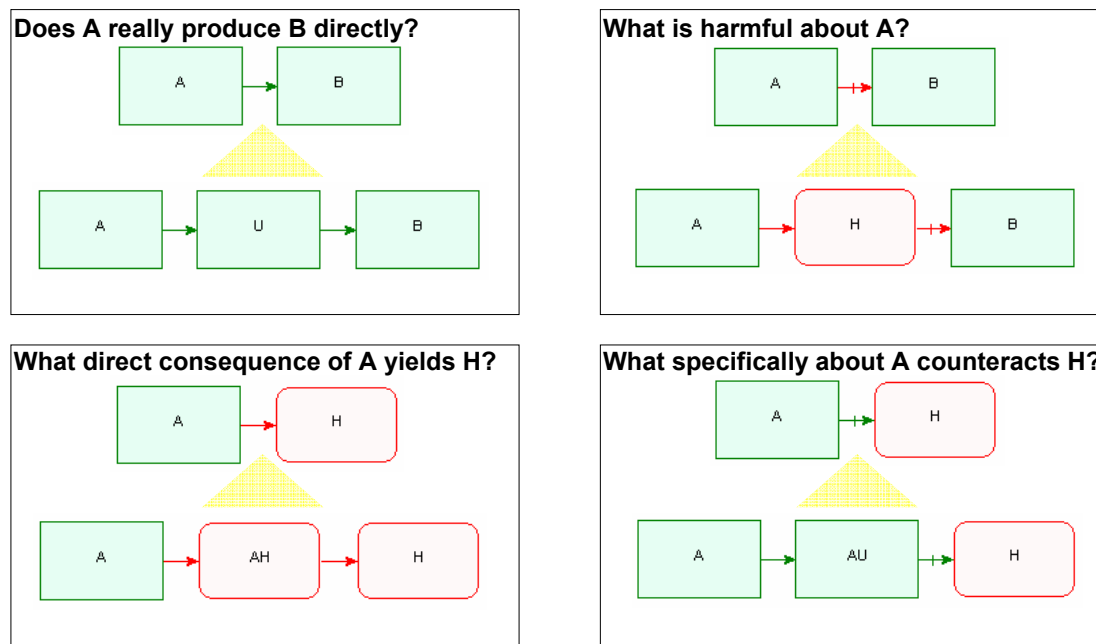 Does A really produce B directly?
A
B
A
U
B
What is harmful about A?
A
B
A
H
B
What direct consequence of A yields H?
A
H
A
AH
H
What specifically about A counteracts H?
A
H
A
AU
H